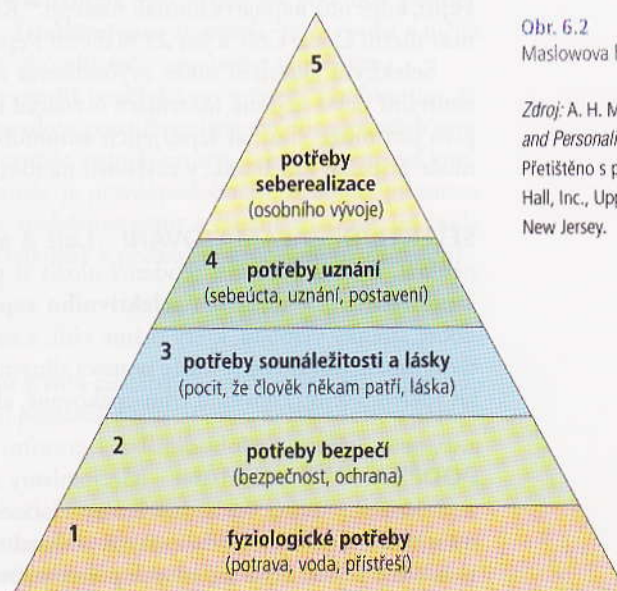 5
potřeby
seberealizace
(osobního vývoje)
4
potřeby uznání
(sebeúcta, uznání, postavení)
3
potřeby sounáležitosti a lásky
(pocit, že člověk někam patří, láska)
2
potřeby bezpečí
(bezpečnost, ochrana)
1
fyziologické potřeby
(potrava, voda, přístřeší)
Obr. 6.2
Maslowova
Zdroj: A. H. M
and Personali
Přetištěno s p
Hall, Inc., Upp
New Jersey.